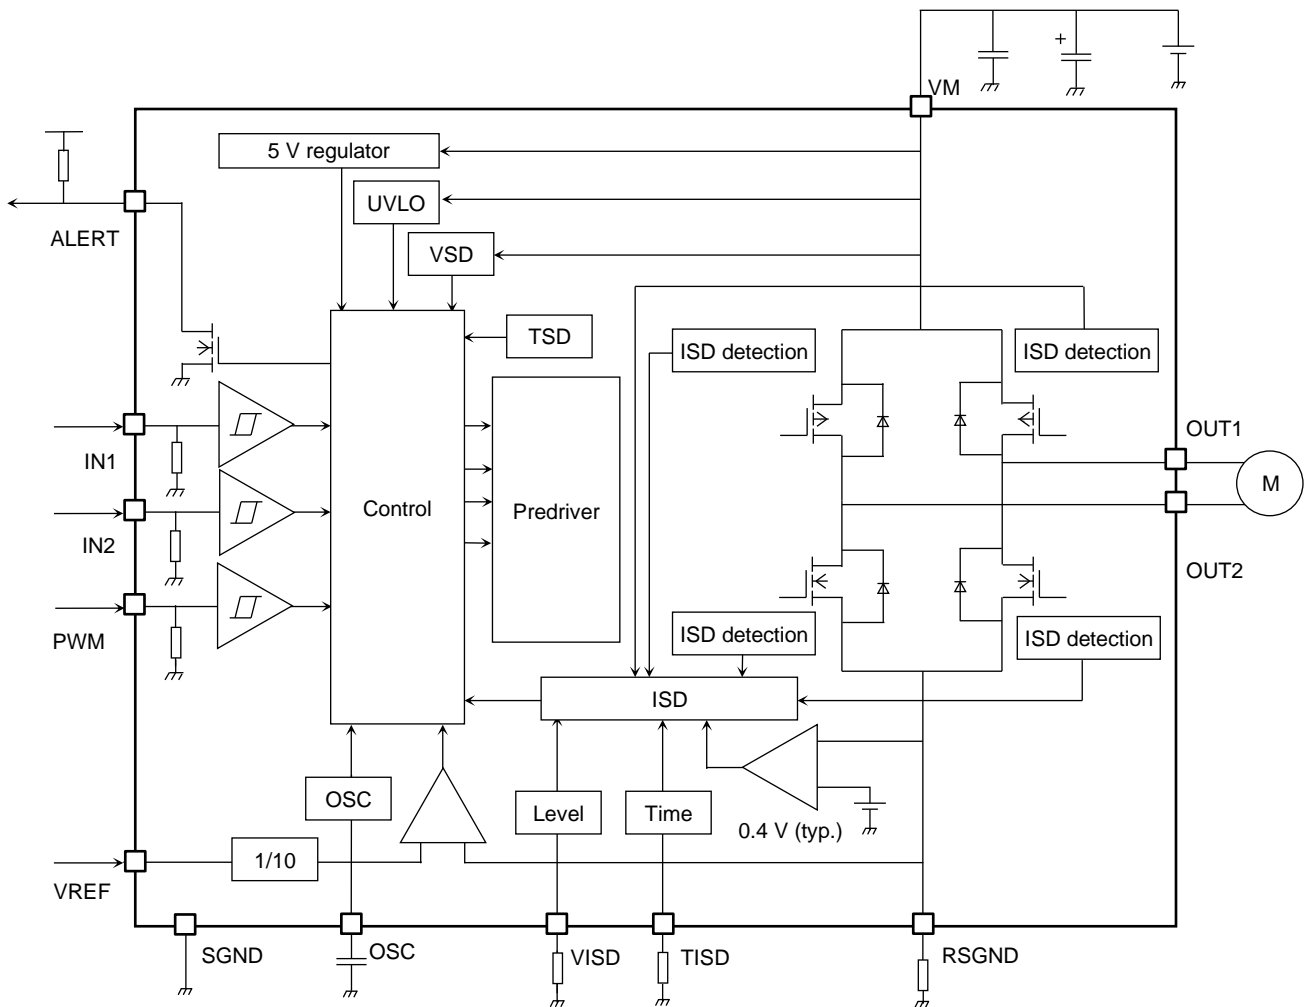 +
VM
5 V regulator
UVLO
ALERT
VSD
TSD
ISD detection
ISD detection
OUT1
IN1
M
Control
Predriver
IN2
OUT2
PWM
ISD detection
ISD detection
ISD
OSC
Level
Time
0.4 V (typ.)
1/10
VREF
SGND
OSC
VISD
TISD
RSGND